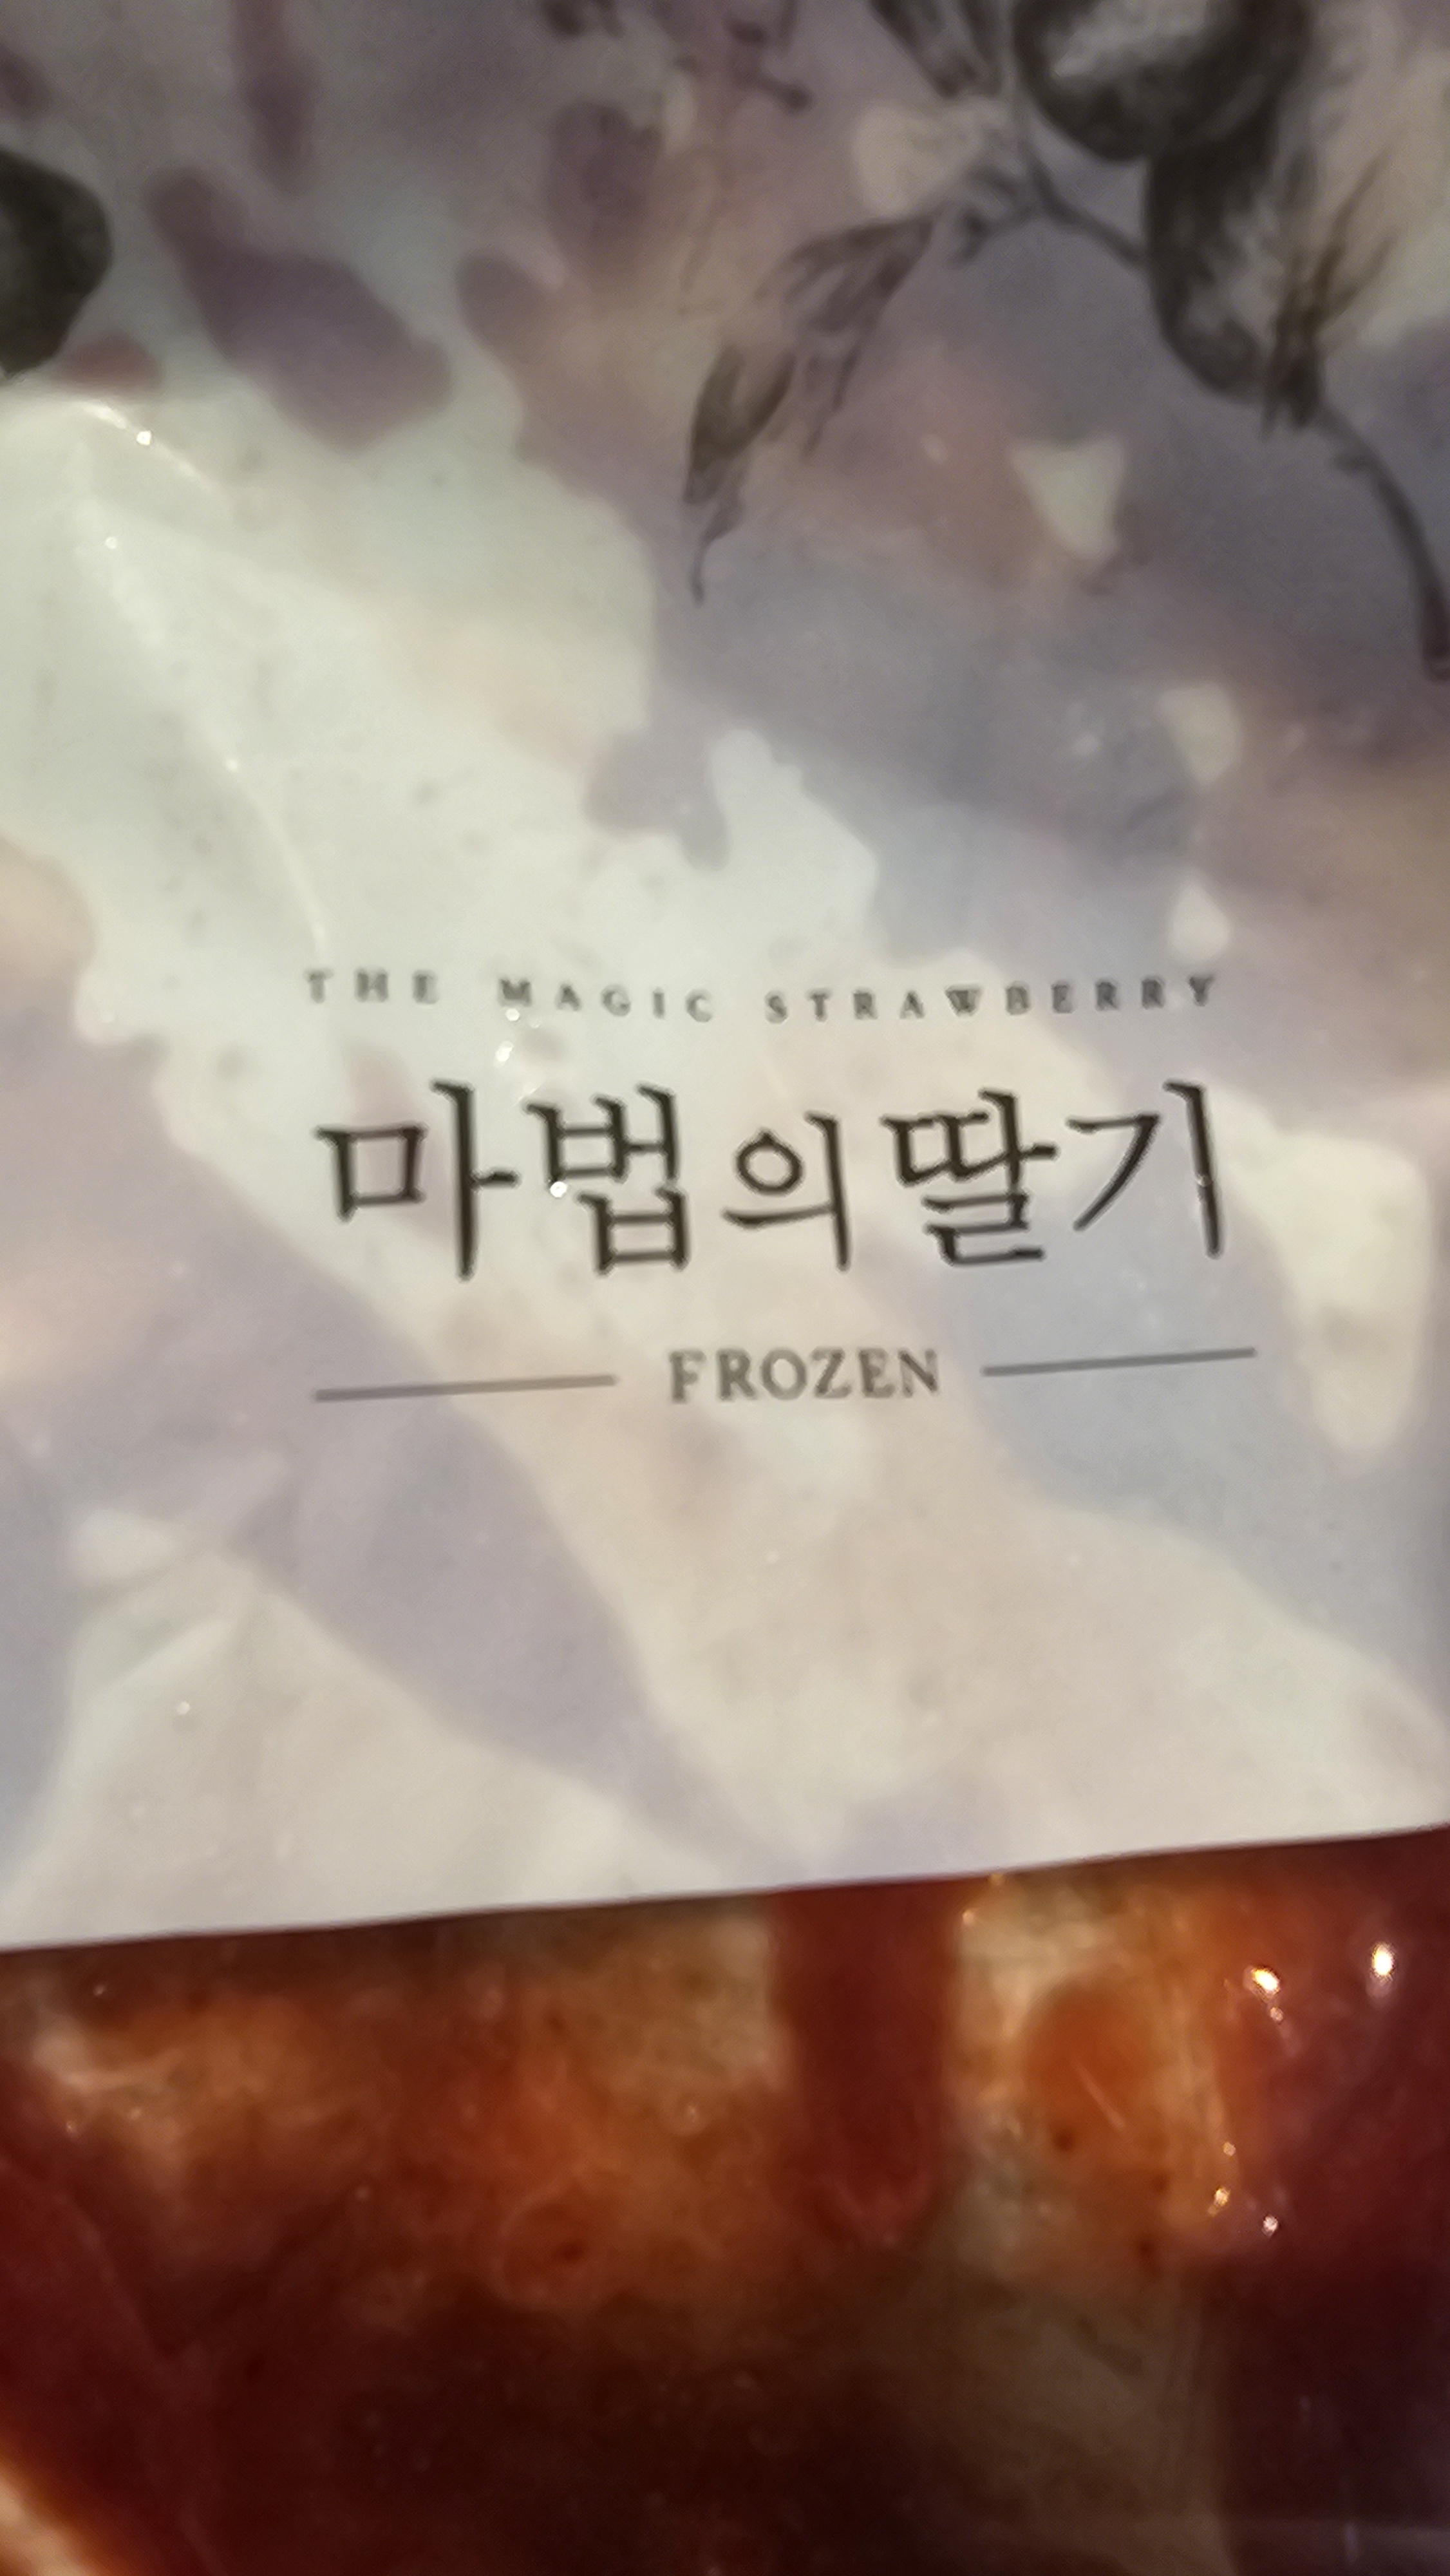 THE MAGIC STRAWBERRY
마법의딸기
FROZEN